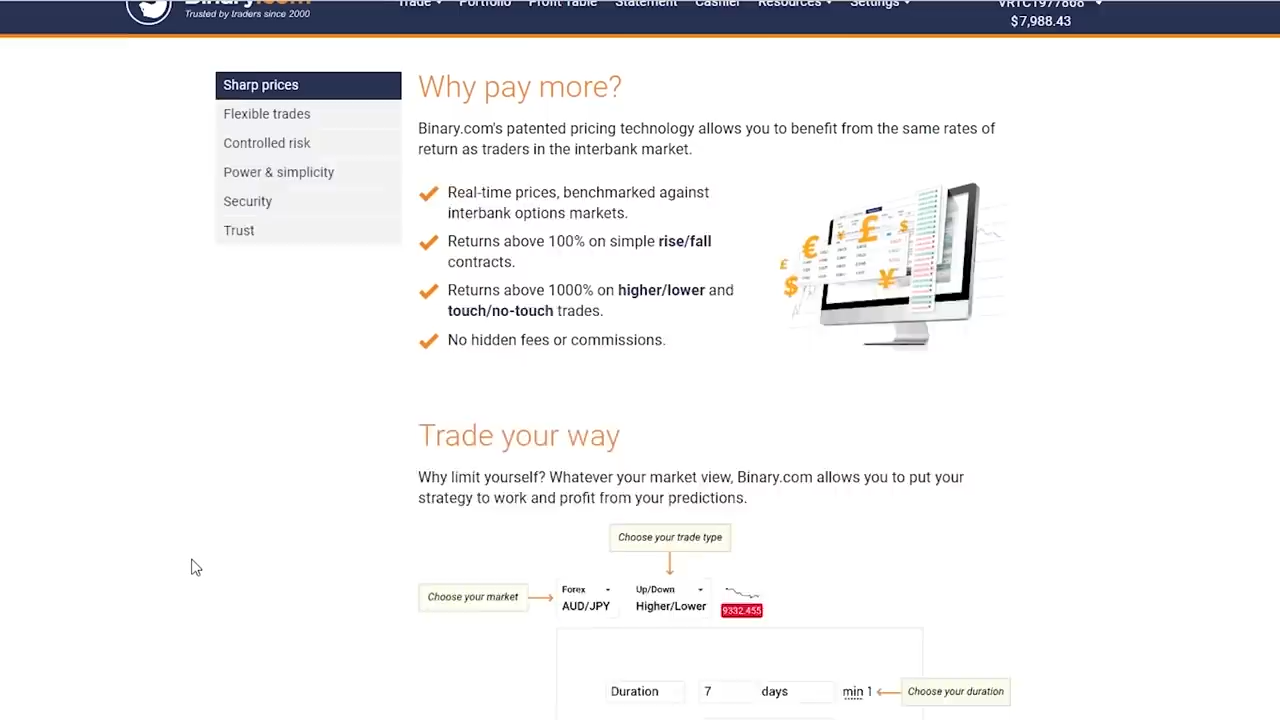 Trusted by traders since 2000
Trade Portfolio Profit Table Statement Cashier Resources Settings
VRTC1977868
$7,988.43
Sharp prices
Flexible trades
Controlled risk
Power & simplicity
Security
Trust
Why pay more?
Binary.com's patented pricing technology allows you to benefit from the same rates of
return as traders in the interbank market.
Real-time prices, benchmarked against
interbank options markets.
Returns above 100% on simple rise/fall
contracts.
Returns above 1000% on higher/lower and
touch/no-touch trades.
No hidden fees or commissions.
£
€
$
£
$
¥
Trade your way
Why limit yourself? Whatever your market view, Binary.com allows you to put your
strategy to work and profit from your predictions.
Choose your trade type
Choose your market
Forex
AUD/JPY
Up/Down
Higher/Lower
9332.455
Duration 7 days min 1
Choose your duration